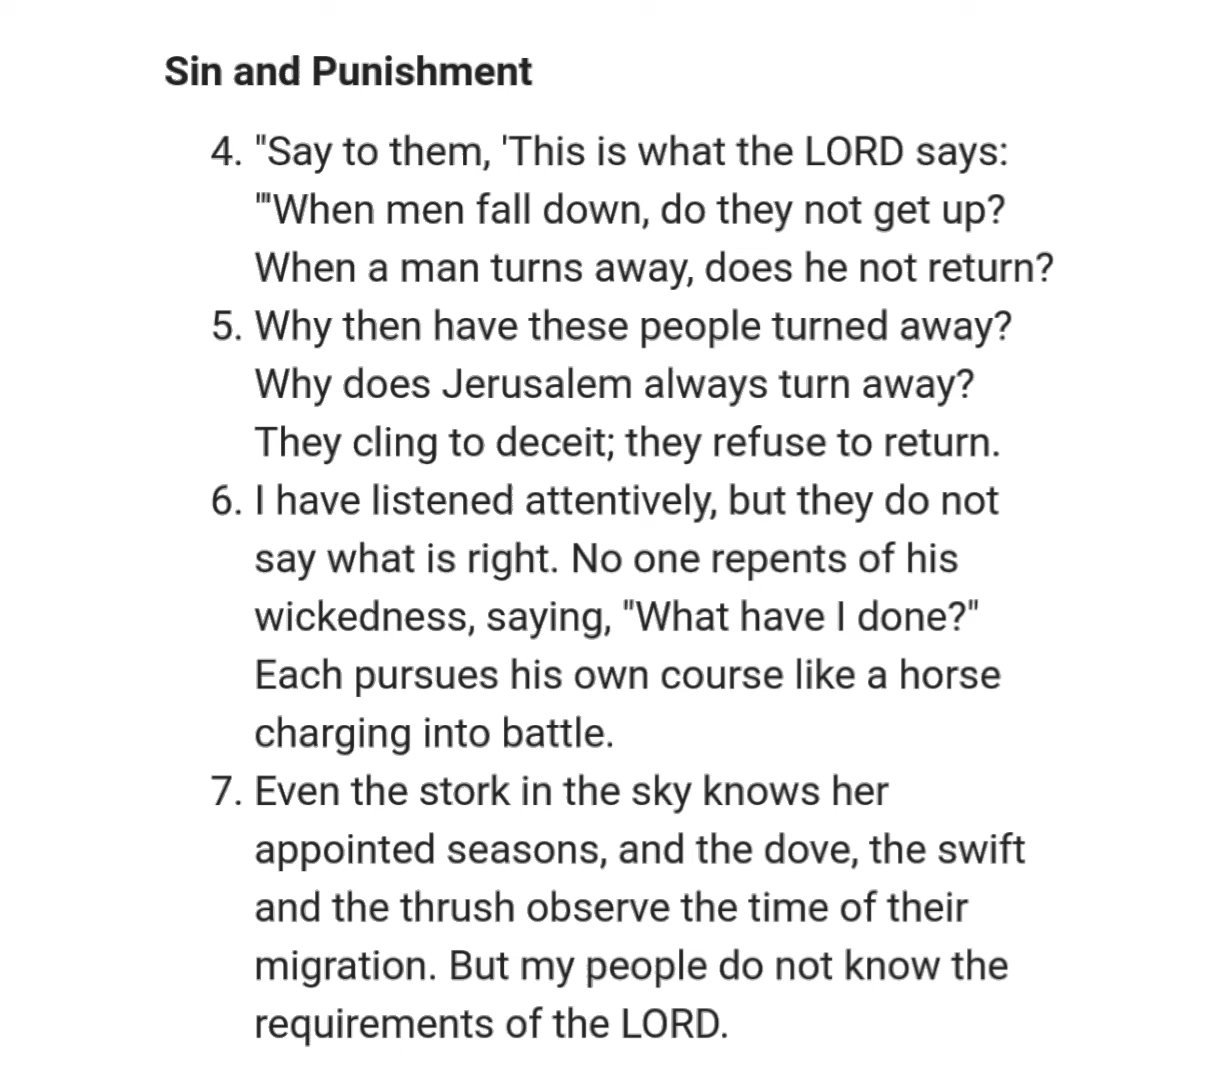 Sin and Punishment
4. "Say to them, 'This is what the LORD says:
"'When men fall down, do they not get up?
When a man turns away, does he not return?
5. Why then have these people turned away?
Why does Jerusalem always turn away?
They cling to deceit; they refuse to return.
6. I have listened attentively, but they do not
say what is right. No one repents of his
wickedness, saying, "What have I done?"
Each pursues his own course like a horse
charging into battle.
7. Even the stork in the sky knows her
appointed seasons, and the dove, the swift
and the thrush observe the time of their
migration. But my people do not know the
requirements of the LORD.